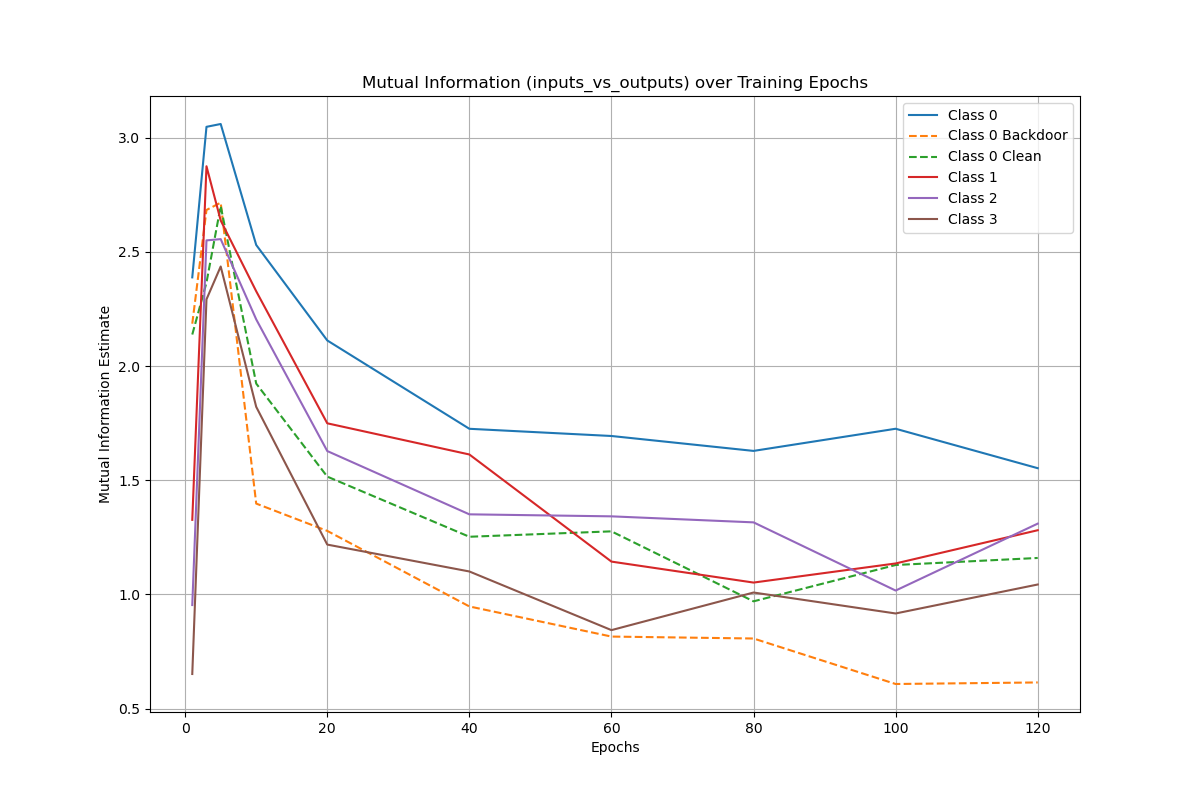 Mutual Information (inputs_vs_outputs) over Training Epochs
Class 0
Class 0 Backdoor
Class 0 Clean
Class 1
Class 2
Class 3
Mutual Information Estimate
3.0
2.5
2.0
1.5
1.0
0.5
0 20 40 60 80 100 120
Epochs